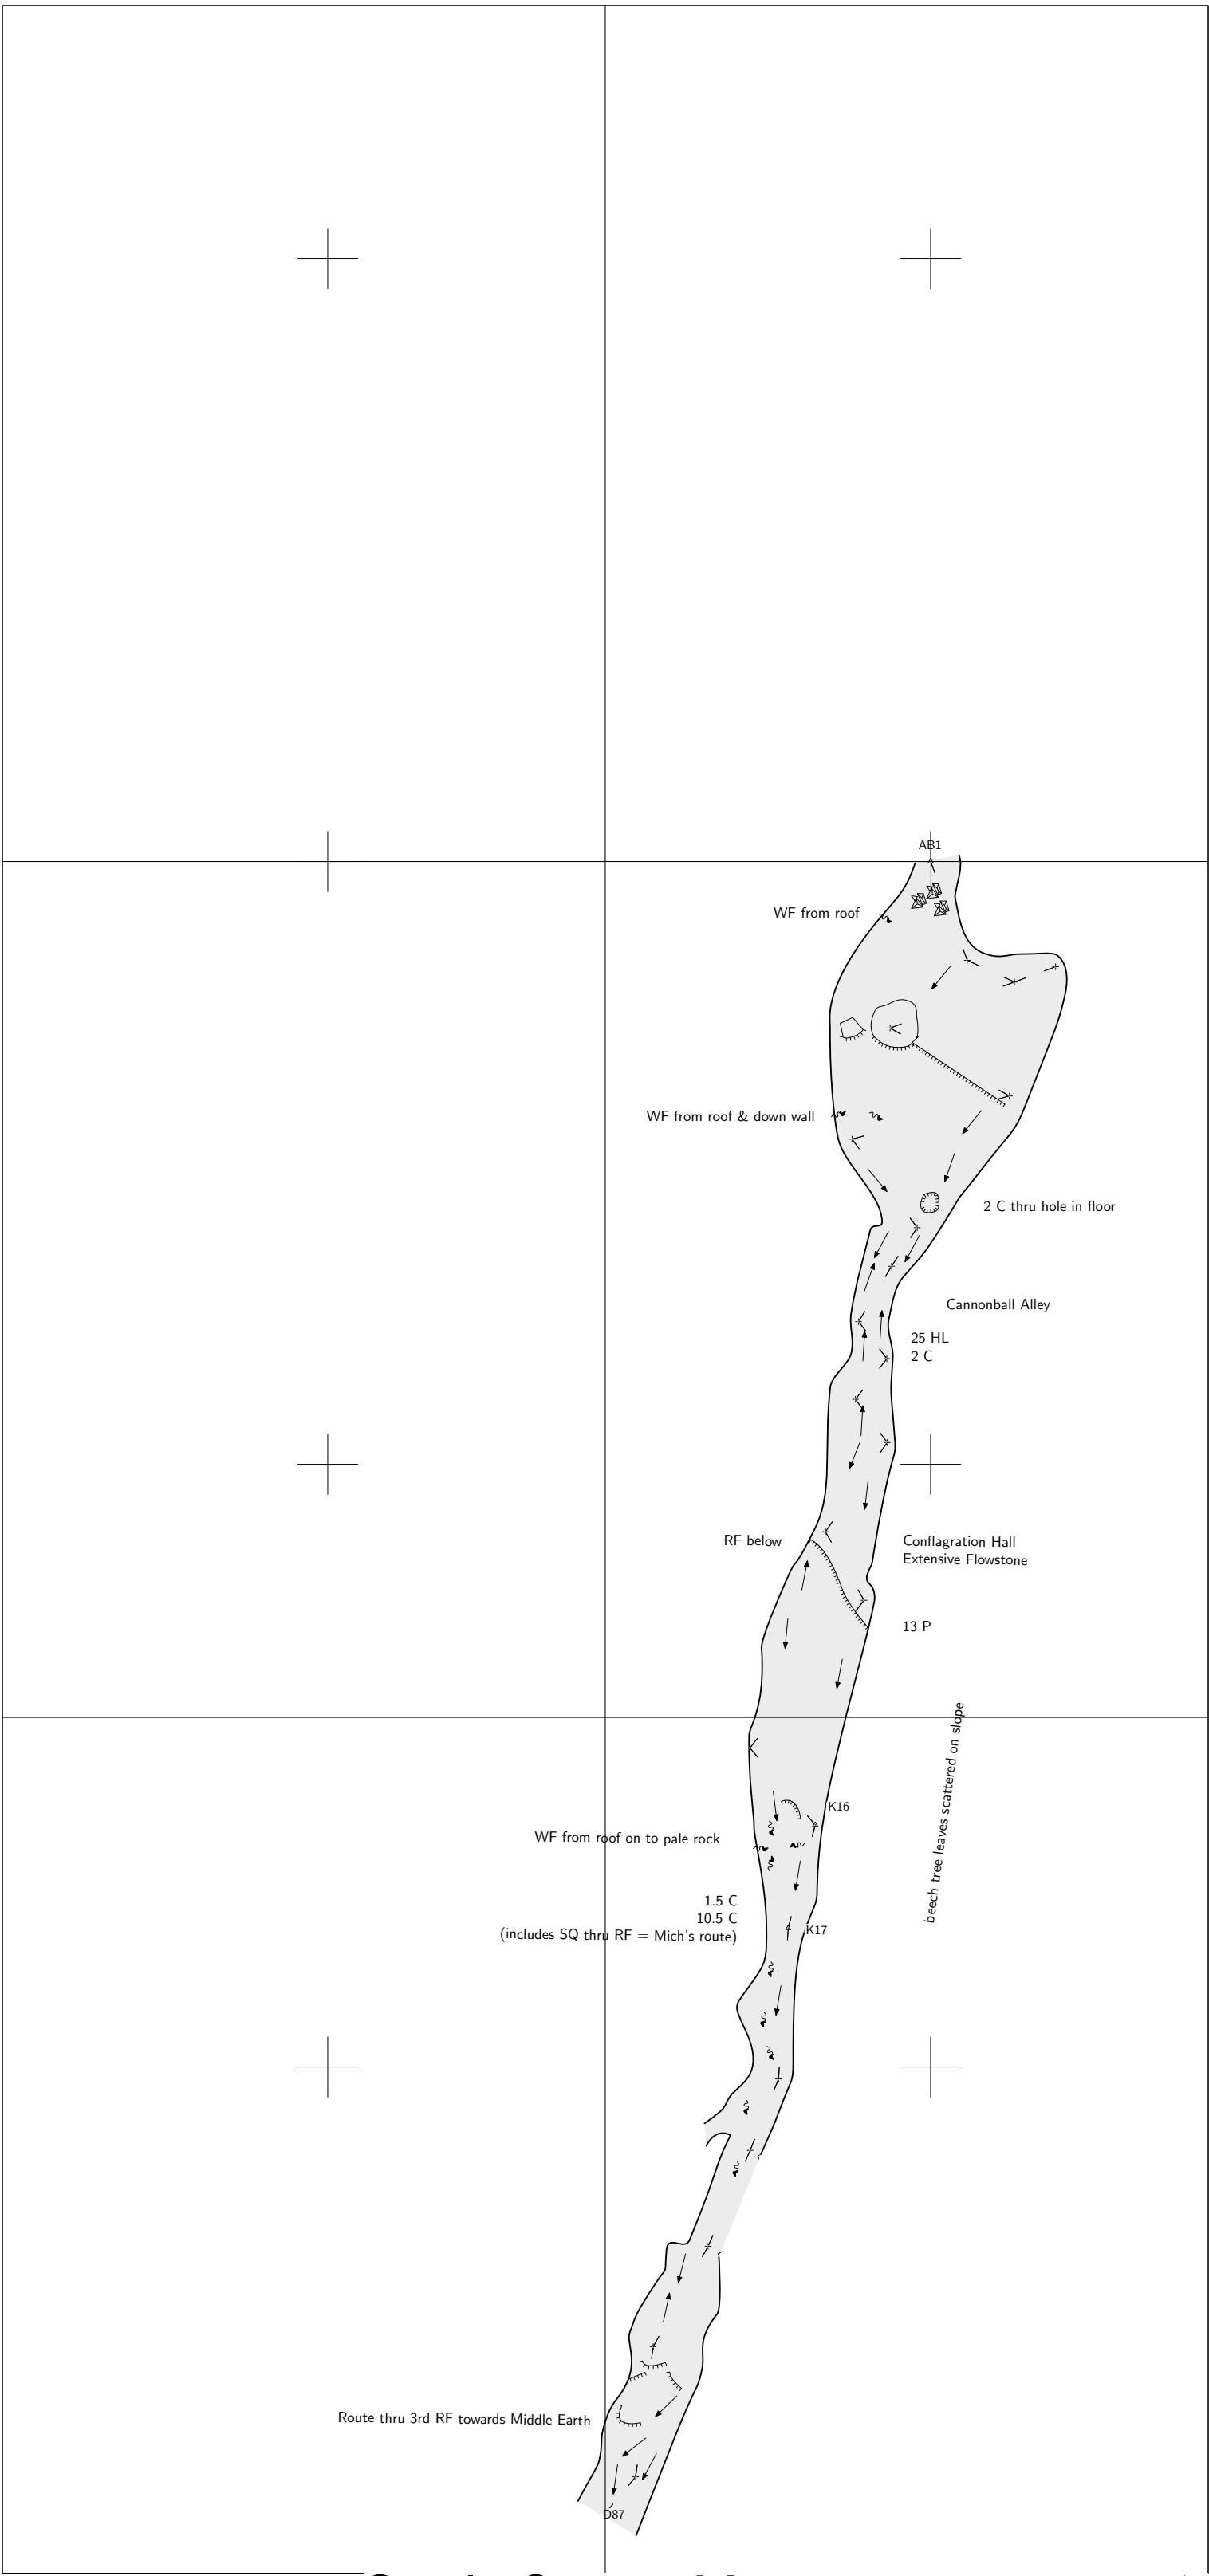 AB1
WF from roof
WF from roof & down wall
2 C thru hole in floor
Cannonball Alley
25 HL
2 C
RF below
Conflagration Hall
Extensive Flowstone
13 P
beech tree leaves scattered on slope
K16
WF from roof on to pale rock
1.5 C
10.5 C
(includes SQ thru RF = Mich's route)
K17
Route thru 3rd RF towards Middle Earth
D87